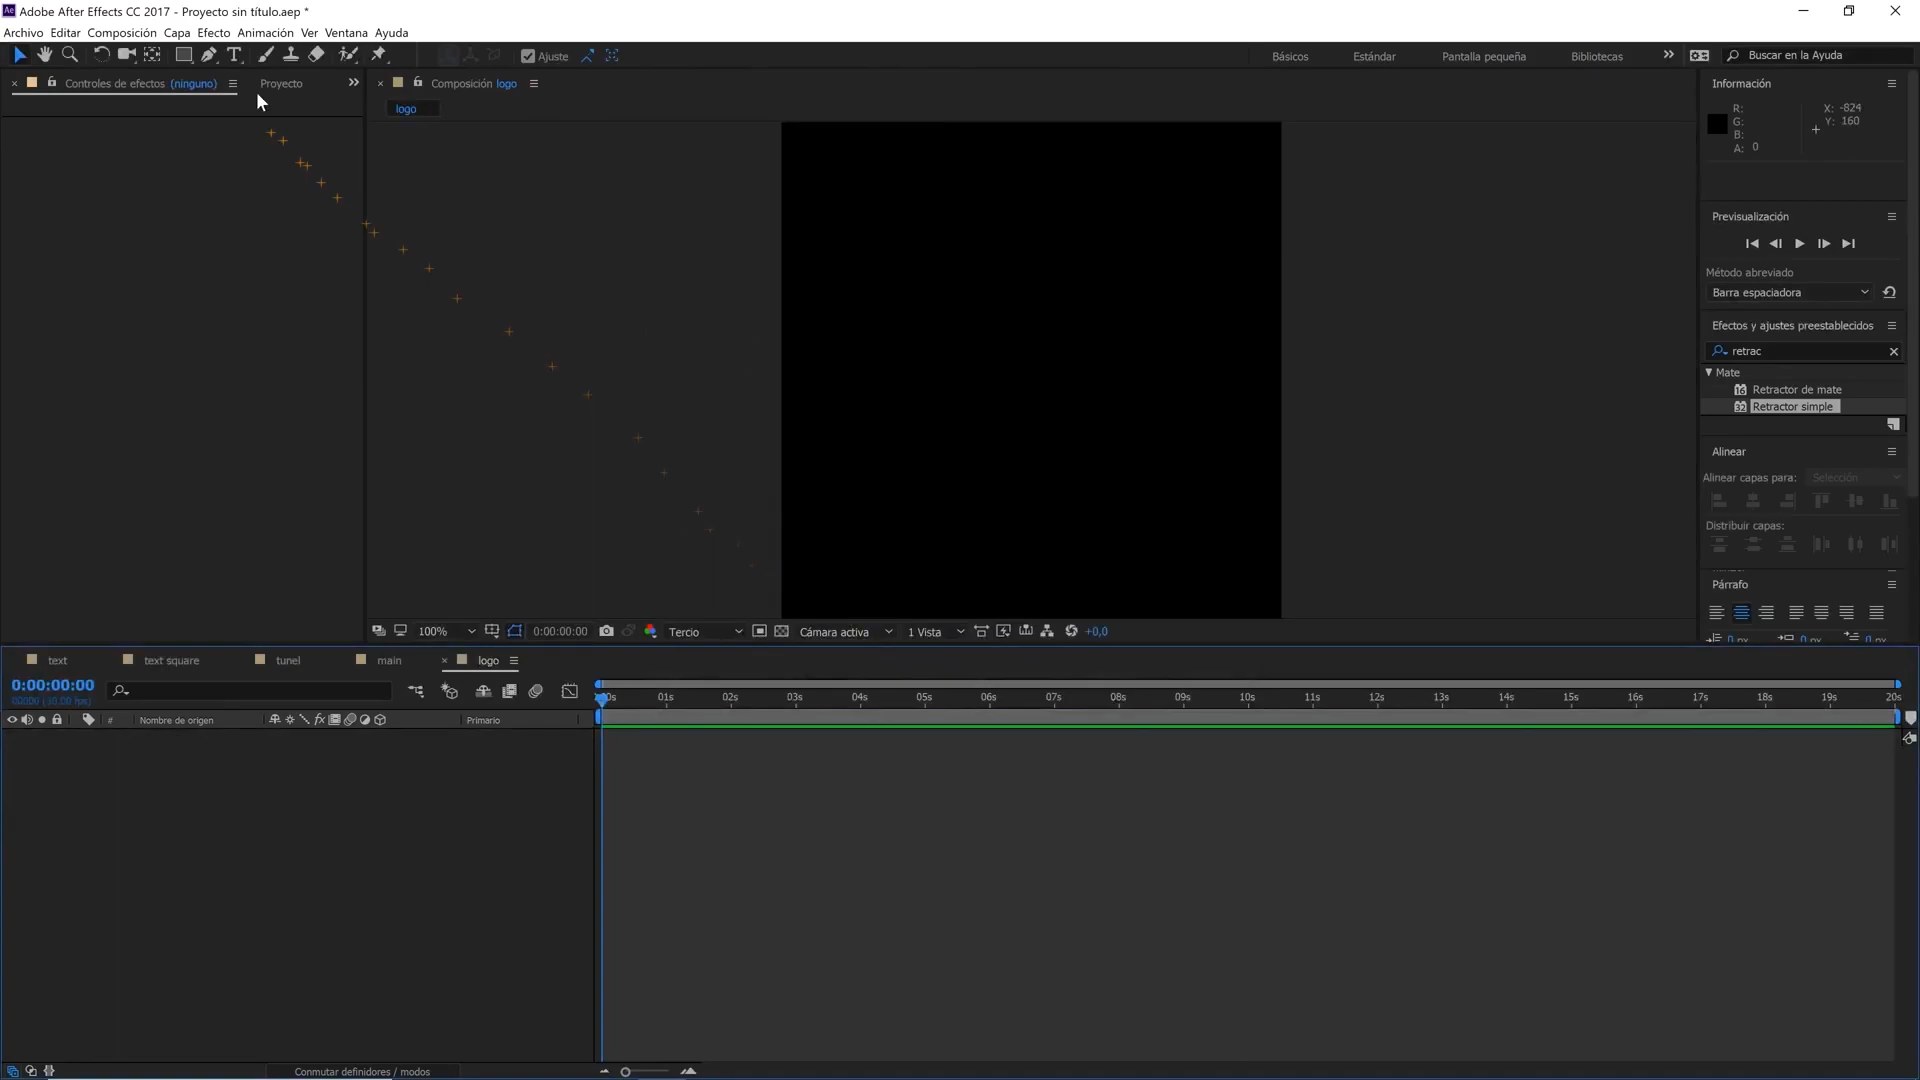 Adobe After Effects CC 2017 - Proyecto sin título.aep *
Archivo Editar Composición Capa Efecto Animación Ver Ventana Ayuda
Ajuste Básicos Estándar Pantalla pequeña Bibliotecas Buscar en la Ayuda
Controles de efectos (ninguno) Proyecto Composición logo Información
logo
R: X: -824
G: Y: 160
B:
A: 0
Previsualización
Método abreviado
Barra espaciadora
Efectos y ajustes preestablecidos
retrac
Mate
16 Retractor de mate
32 Retractor simple
Alinear
Alinear capas para: Selección
Distribuir capas:
Párrafo
100% 0:00:00:00 Tercio Cámara activa 1 Vista +0,0
0 px 0 px 0 px
text text square tunel main logo
0:00:00:00
00000 (30.00 fps)
:00s 01s 02s 03s 04s 05s 06s 07s 08s 09s 10s 11s 12s 13s 14s 15s 16s 17s 18s 19s 20s
# Nombre de origen fx Primario
Conmutar definidores / modos